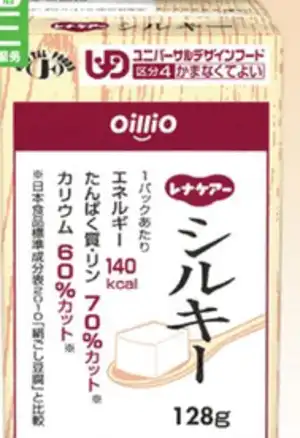 ユニバーサルデザインフード
区分4 かまなくてよい
oilliO
レナケアー
シルキー
1パックあたり
エネルギー 140kcal
たんぱく質・リン 70%カット※
カリウム 60%カット※
※日本食品標準成分表2010「絹ごし豆腐」と比較
128g